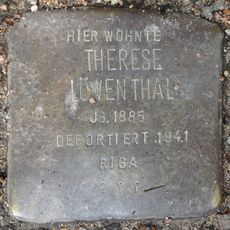 HIER WOHNTE
THERESE
LÖWENTHAL
JG. 1885
DEPORTIERT 1941
RIGA
? ? ?